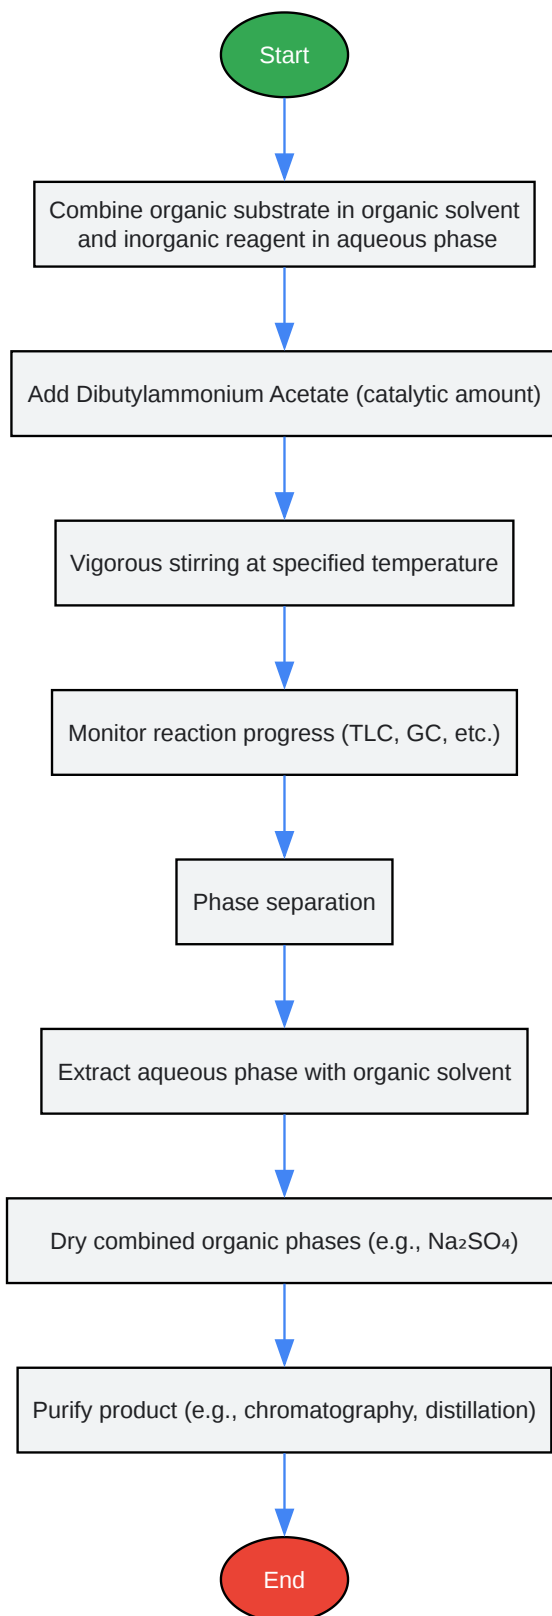 Start
Combine organic substrate in organic solvent
and inorganic reagent in aqueous phase
Add Dibutylammonium Acetate (catalytic amount)
Vigorous stirring at specified temperature
Monitor reaction progress (TLC, GC, etc.)
Phase separation
Extract aqueous phase with organic solvent
Dry combined organic phases (e.g., Na₂SO₄)
Purify product (e.g., chromatography, distillation)
End